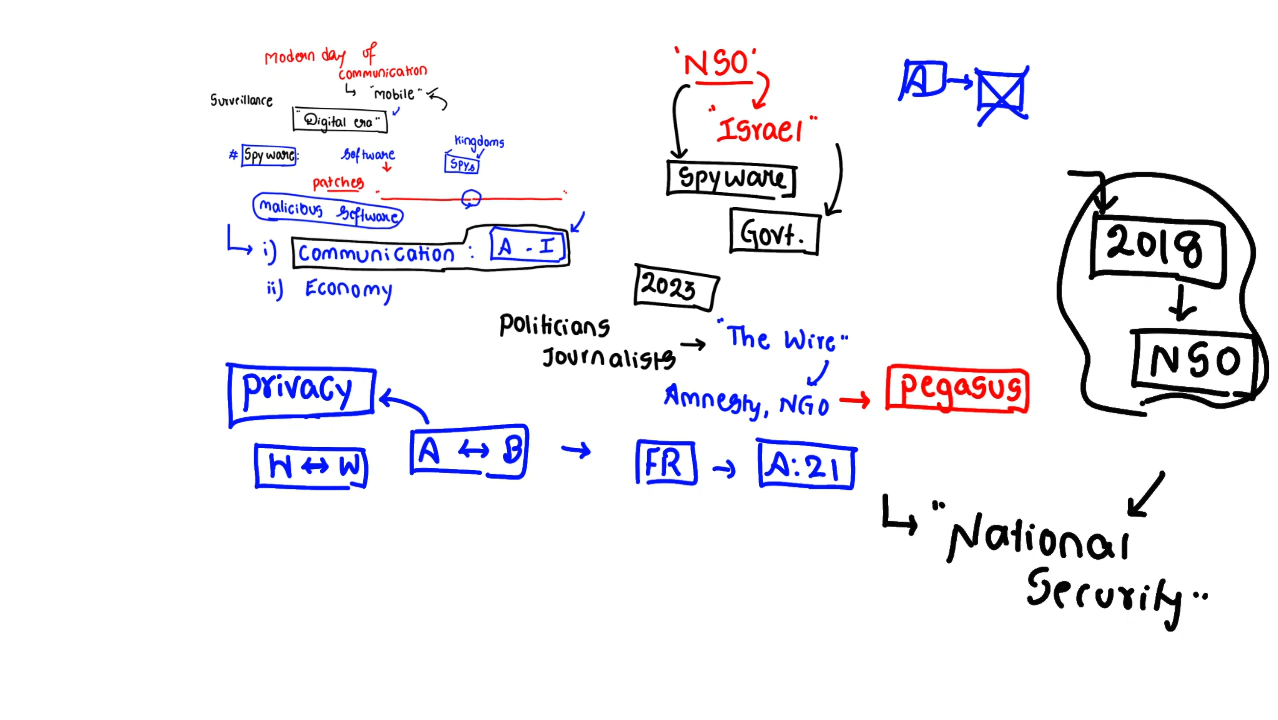 Modern day of
communication
"mobile"
Surveillance
"Digital era"
Kingdoms
# Spyware: software
Spys
patches " "
malicious software
i) Communication : A - I
ii) Economy
'NSO'
"Israel"
Spyware
Govt.
2023
Politicians
Journalists → "The Wire"
Amnesty, NGO → pegasus
privacy
H ↔ W
A ↔ B → FR → A:21
A →
2018
NSO
"National
Security"